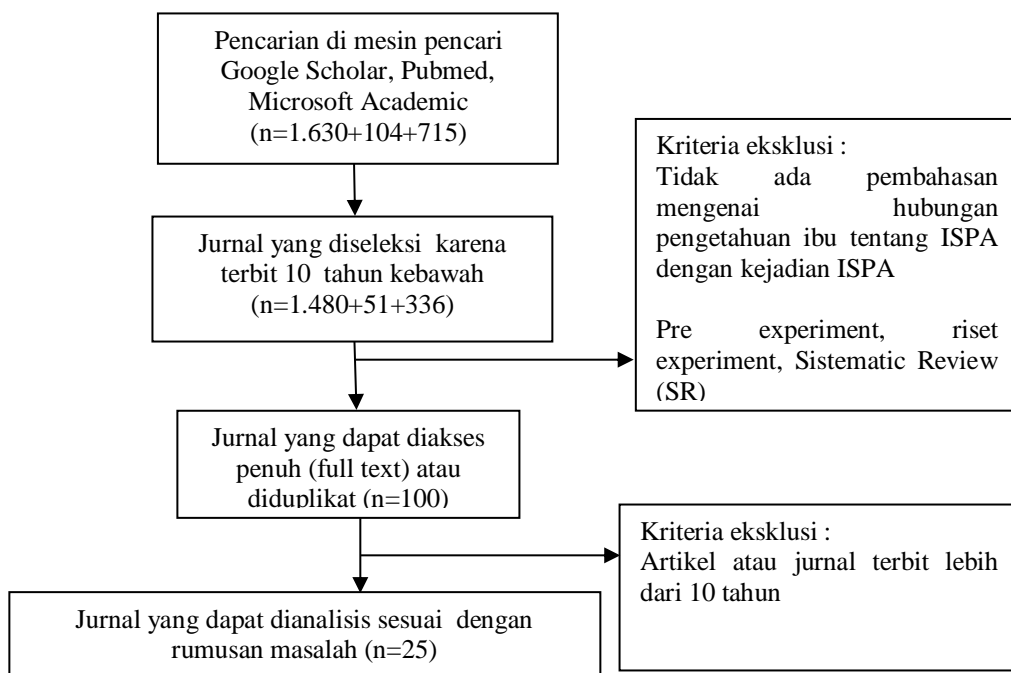 Pencarian di mesin pencari
Google Scholar, Pubmed,
Microsoft Academic
(n=1.630+104+715)
Kriteria eksklusi :
Tidak ada pembahasan
mengenai hubungan
pengetahuan ibu tentang ISPA
dengan kejadian ISPA
Pre experiment, riset
experiment, Sistematic Review
(SR)
Jurnal yang diseleksi karena
terbit 10 tahun kebawah
(n=1.480+51+336)
Jurnal yang dapat diakses
penuh (full text) atau
diduplikat (n=100)
Kriteria eksklusi :
Artikel atau jurnal terbit lebih
dari 10 tahun
Jurnal yang dapat dianalisis sesuai dengan
rumusan masalah (n=25)